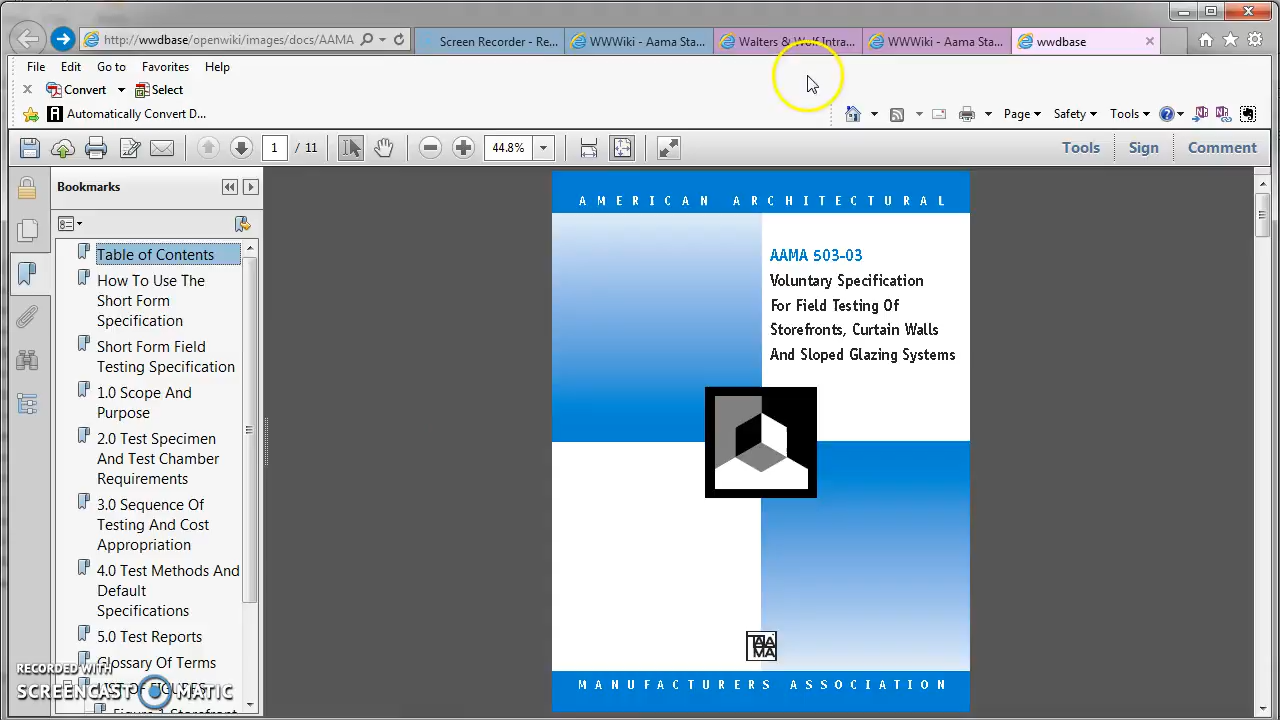 http://wwdbase/openwiki/images/docs/AAMA
Screen Recorder - Re...
WWWiki - Aama Sta...
Walters & Wolf Intra...
WWWiki - Aama Sta...
wwdbase
File Edit Go to Favorites Help
Convert Select
Automatically Convert D...
Page Safety Tools
1 / 11
44.8%
Tools Sign Comment
Bookmarks
Table of Contents
How To Use The
Short Form
Specification
Short Form Field
Testing Specification
1.0 Scope And
Purpose
2.0 Test Specimen
And Test Chamber
Requirements
3.0 Sequence Of
Testing And Cost
Appropriation
4.0 Test Methods And
Default
Specifications
5.0 Test Reports
Glossary Of Terms
AMERICAN ARCHITECTURAL
AAMA 503-03
Voluntary Specification
For Field Testing Of
Storefronts, Curtain Walls
And Sloped Glazing Systems
MANUFACTURERS ASSOCIATION
RECORDED WITH
SCREENCAST MATIC